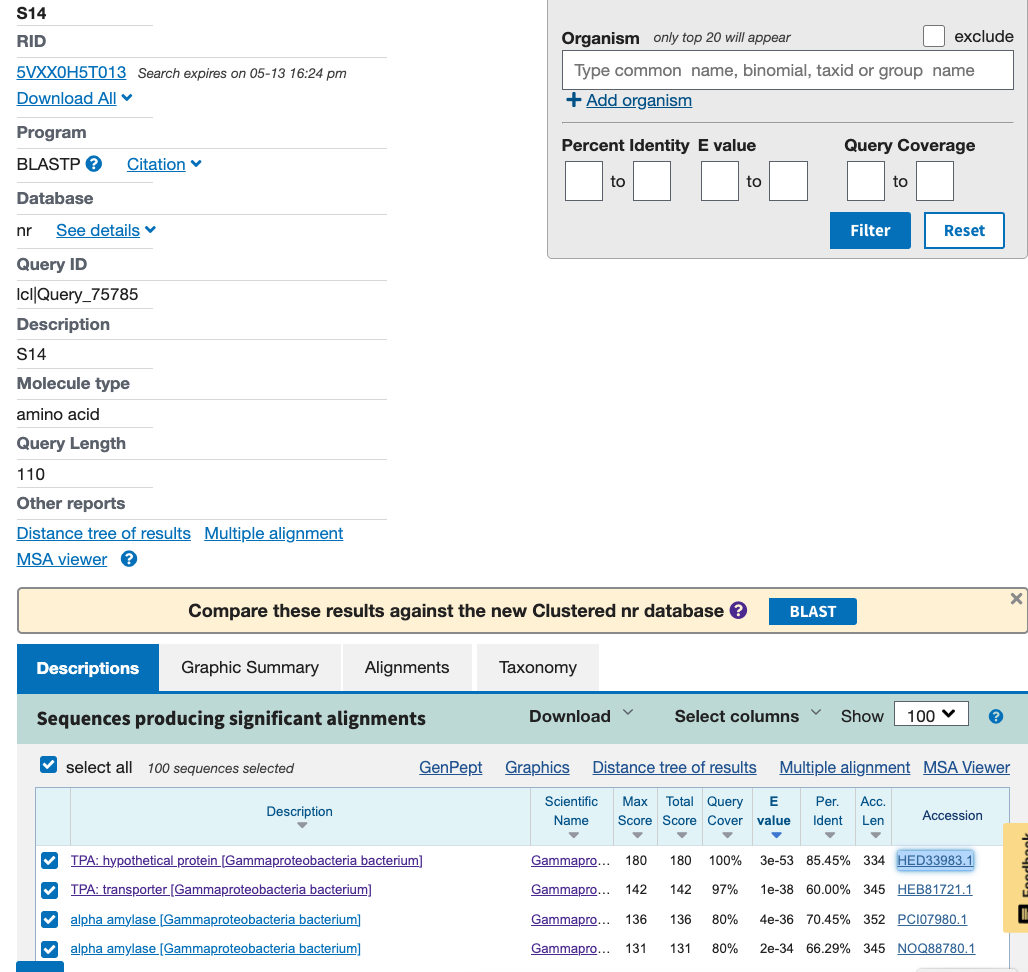 S14
RID
5VXX0H5T013 Search expires on 05-13 16:24 pm
Download All
Program
BLASTP ? Citation
Database
nr See details
Query ID
lcl|Query_75785
Description
S14
Molecule type
amino acid
Query Length
110
Other reports
Distance tree of results Multiple alignment
MSA viewer ?
Organism only top 20 will appear exclude
Type common name, binomial, taxid or group name
+ Add organism
Percent Identity E value Query Coverage
to to to
Filter Reset
Compare these results against the new Clustered nr database ? BLAST ×
Descriptions Graphic Summary Alignments Taxonomy
Sequences producing significant alignments Download Select columns Show 100 ?
select all 100 sequences selected GenPept Graphics Distance tree of results Multiple alignment MSA Viewer
Description Scientific Name Max Score Total Score Query Cover E value Per. Ident Acc. Len Accession
TPA: hypothetical protein [Gammaproteobacteria bacterium] Gammapro... 180 180 100% 3e-53 85.45% 334 HED33983.1
TPA: transporter [Gammaproteobacteria bacterium] Gammapro... 142 142 97% 1e-38 60.00% 345 HEB81721.1
alpha amylase [Gammaproteobacteria bacterium] Gammapro... 136 136 80% 4e-36 70.45% 352 PCI07980.1
alpha amylase [Gammaproteobacteria bacterium] Gammapro... 131 131 80% 2e-34 66.29% 345 NOQ88780.1
Feedback